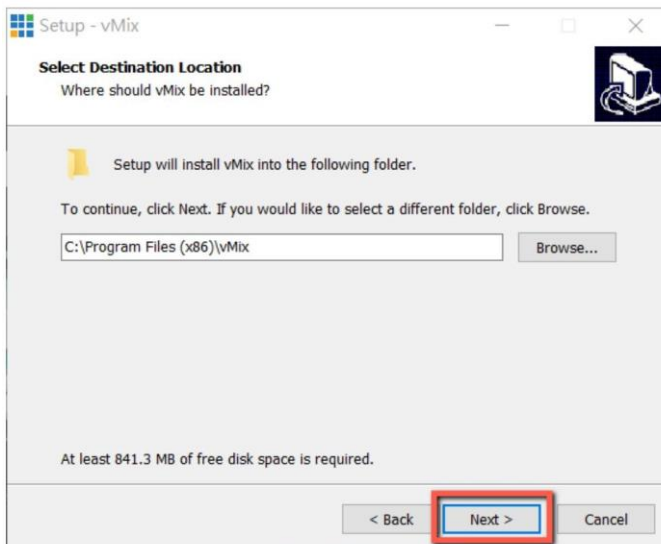 Setup - vMix
Select Destination Location
Where should vMix be installed?
Setup will install vMix into the following folder.
To continue, click Next. If you would like to select a different folder, click Browse.
C:\Program Files (x86)\vMix
Browse...
At least 841.3 MB of free disk space is required.
< Back
Next >
Cancel